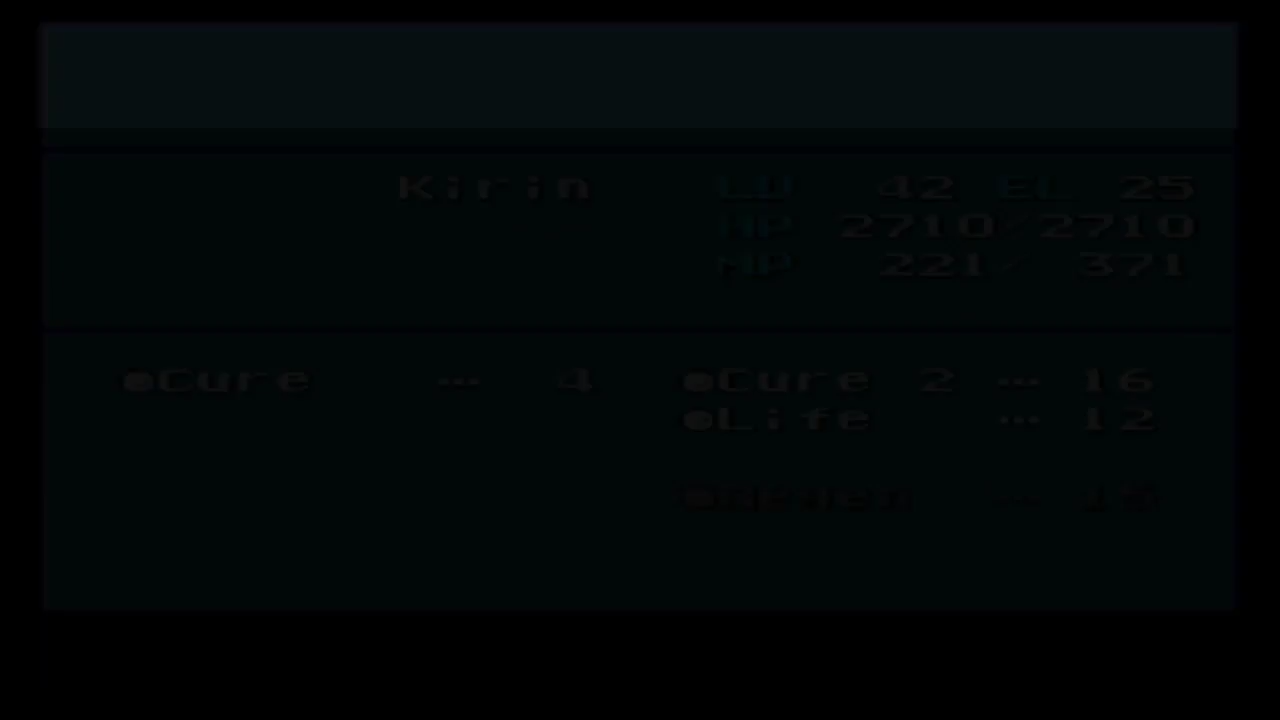 Kirin LV 42 EL 25
HP 2710/2710
MP 221/ 371
●Cure … 4 ●Cure 2 … 16
●Life … 12